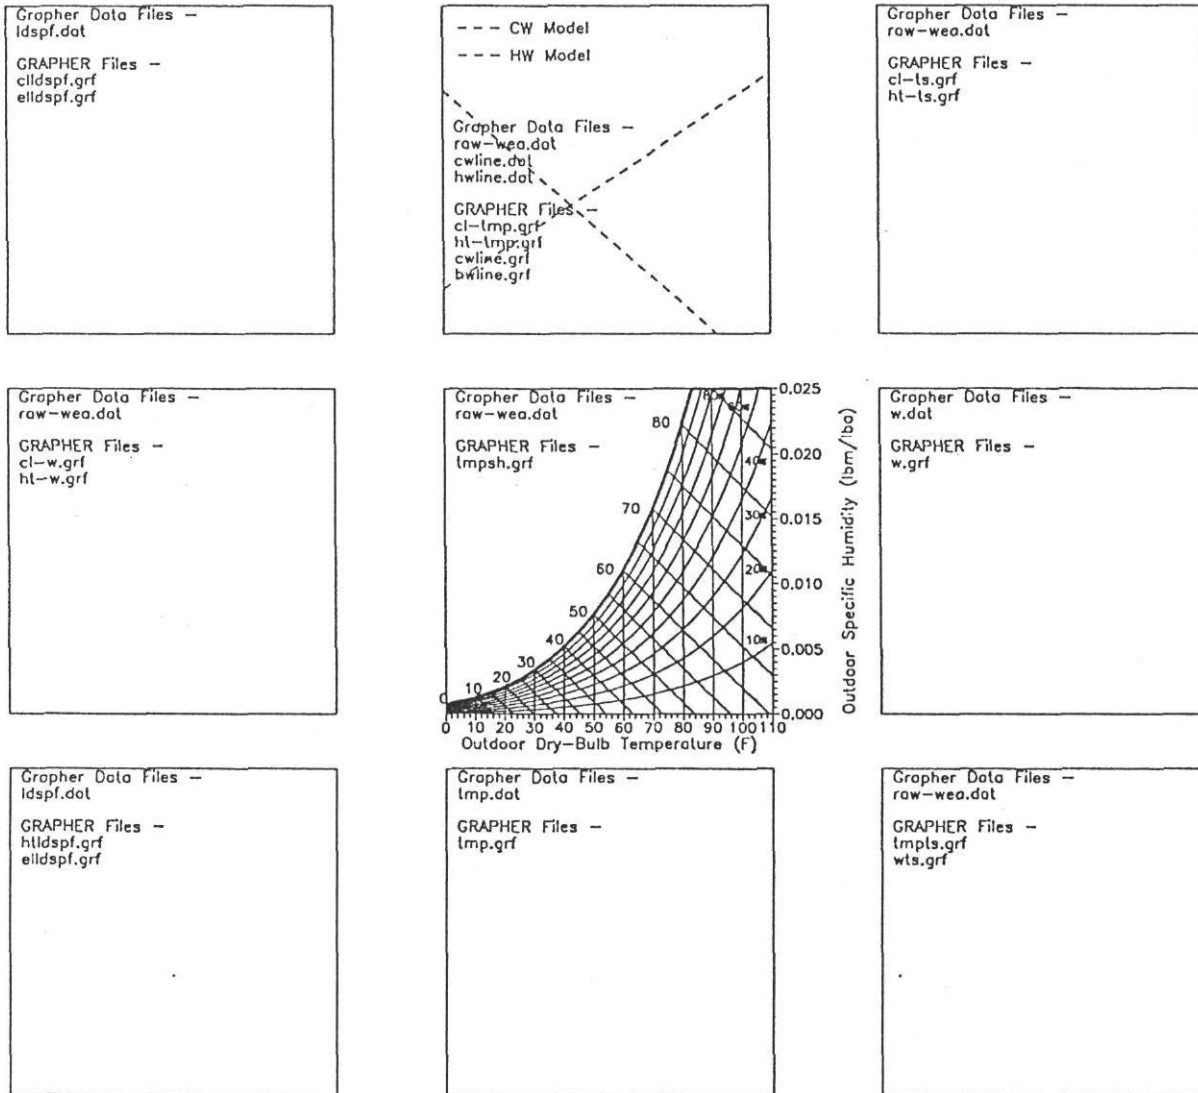 Grapher Data Files –
ldspf.dat
GRAPHER Files –
clldspf.grf
elldspf.grf
--- CW Model
--- HW Model
Grapher Data Files –
raw-wea.dat
cwline.dat
hwline.dat
GRAPHER Files –
cl-tmp.grf
ht-tmp.grf
cwline.grf
bwline.grf
Grapher Data Files –
raw-wea.dat
GRAPHER Files –
cl-ts.grf
ht-ts.grf
Grapher Data Files –
raw-wea.dat
GRAPHER Files –
cl-w.grf
ht-w.grf
Grapher Data Files –
raw-wea.dat
GRAPHER Files –
tmpsh.grf
80% 60%
40%
30%
20%
10%
80
70
60
50
40
30
20
10
0
0 10 20 30 40 50 60 70 80 90 100 110
Outdoor Dry-Bulb Temperature (F)
0.025
0.020
0.015
0.010
0.005
0.000
Outdoor Specific Humidity (lbm/lba)
Grapher Data Files –
w.dat
GRAPHER Files –
w.grf
Grapher Data Files –
ldspf.dat
GRAPHER Files –
htldspf.grf
elldspf.grf
Grapher Data Files –
tmp.dat
GRAPHER Files –
tmp.grf
Grapher Data Files –
raw-wea.dat
GRAPHER Files –
tmpts.grf
wts.grf